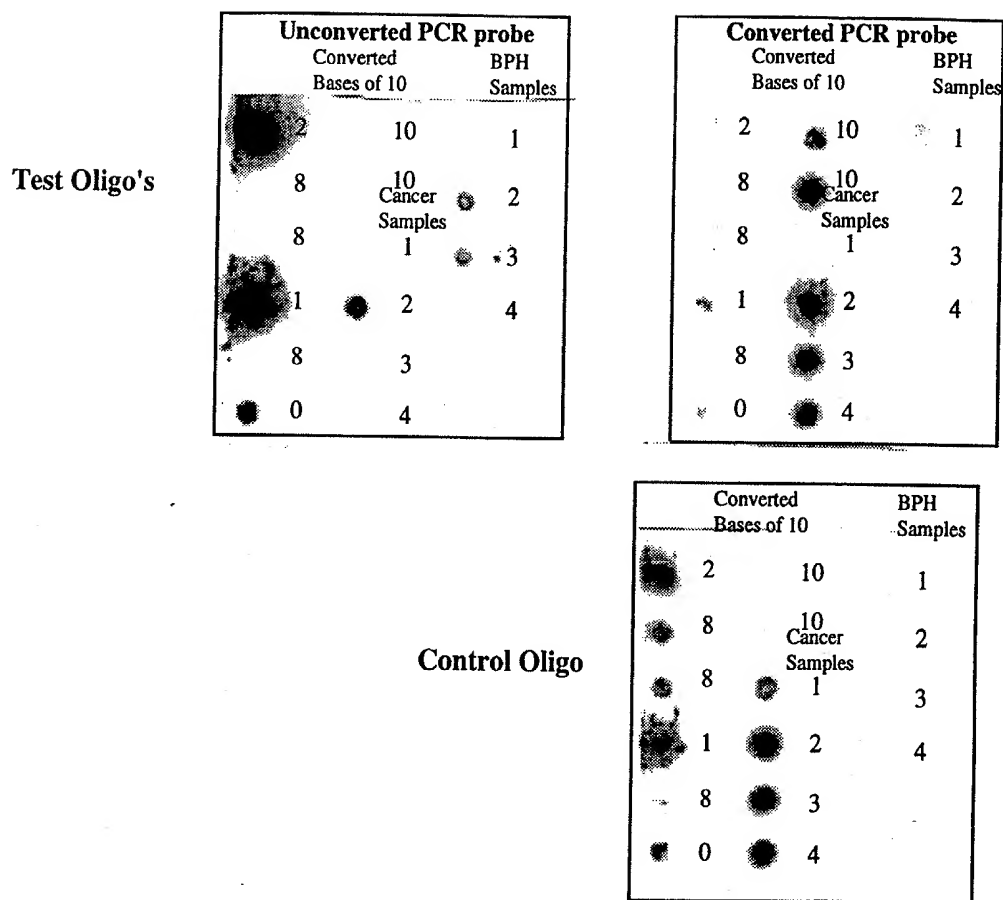 Unconverted PCR probe
Converted BPH
Bases of 10 Samples
2 10 1
8 10 2
Cancer
Samples
8 1 3
1 2 4
8 3
0 4
Test Oligo's
Converted PCR probe
Converted BPH
Bases of 10 Samples
2 10 1
8 10 2
Cancer
Samples
8 1 3
1 2 4
8 3
0 4
Control Oligo
Converted BPH
Bases of 10 Samples
2 10 1
8 10 2
Cancer
Samples
8 1 3
1 2 4
8 3
0 4